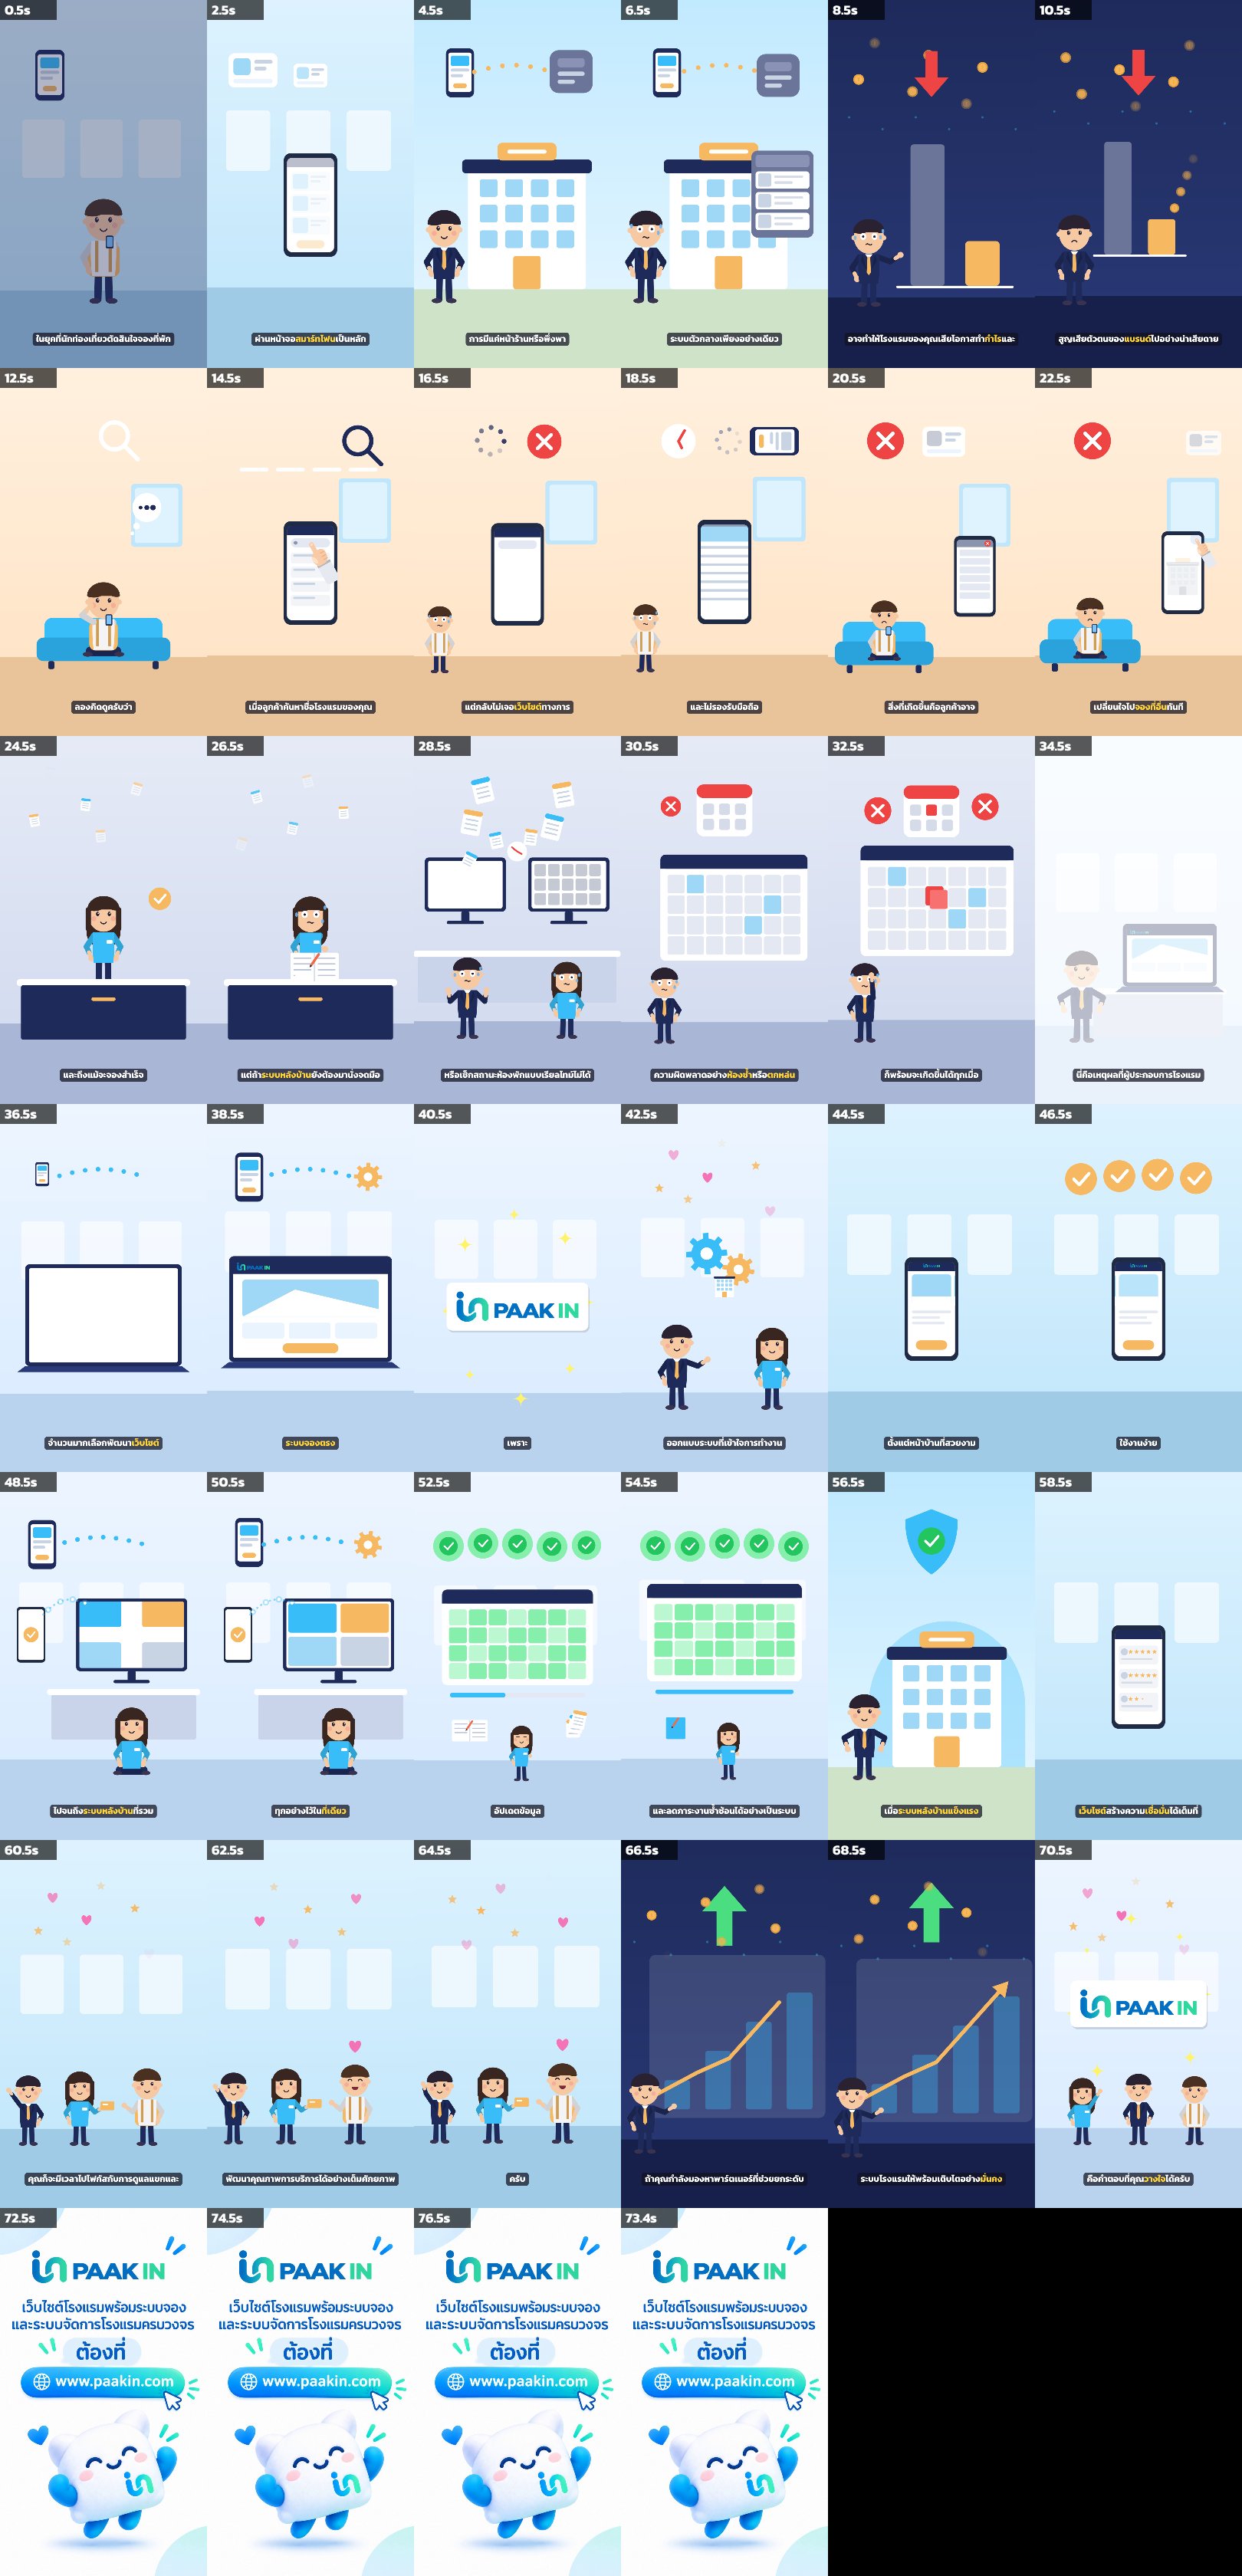 0.5s
2.5s
4.5s
6.5s
8.5s
10.5s
ในยุคที่นักท่องเที่ยวตัดสินใจจองที่พัก
ผ่านหน้าจอสมาร์ทโฟนเป็นหลัก
การมีแค่หน้าร้านหรือพึ่งพา
ระบบตัวกลางเพียงอย่างเดียว
อาจทำให้โรงแรมของคุณเสียโอกาสทำกำไรและ
สูญเสียตัวตนของแบรนด์ไปอย่างน่าเสียดาย
12.5s
14.5s
16.5s
18.5s
20.5s
22.5s
ลองคิดดูครับว่า
เมื่อลูกค้าค้นหาชื่อโรงแรมของคุณ
แต่กลับไม่เจอเว็บไซต์ทางการ
และไม่รองรับมือถือ
สิ่งที่เกิดขึ้นคือลูกค้าอาจ
เปลี่ยนใจไปจองที่อื่นทันที
24.5s
26.5s
28.5s
30.5s
32.5s
34.5s
และถึงแม้จะจองสำเร็จ
แต่ถ้าระบบหลังบ้านยังต้องมานั่งจดมือ
หรือเช็กสถานะห้องพักแบบเรียลไทม์ไม่ได้
ความผิดพลาดอย่างห้องซ้ำหรือตกหล่น
ก็พร้อมจะเกิดขึ้นได้ทุกเมื่อ
นี่คือเหตุผลที่ผู้ประกอบการโรงแรม
36.5s
38.5s
40.5s
42.5s
44.5s
46.5s
PAAK IN
PAAK IN
จำนวนมากเลือกพัฒนาเว็บไซต์
ระบบจองตรง
เพราะ
ออกแบบระบบที่เข้าใจการทำงาน
ตั้งแต่หน้าบ้านที่สวยงาม
ใช้งานง่าย
48.5s
50.5s
52.5s
54.5s
56.5s
58.5s
ไปจนถึงระบบหลังบ้านที่รวม
ทุกอย่างไว้ในที่เดียว
อัปเดตข้อมูล
และลดภาระงานซ้ำซ้อนได้อย่างเป็นระบบ
เมื่อระบบหลังบ้านแข็งแรง
เว็บไซต์สร้างความเชื่อมั่นได้เต็มที่
60.5s
62.5s
64.5s
66.5s
68.5s
70.5s
PAAK IN
คุณก็จะมีเวลาไปโฟกัสกับการดูแลแขกและ
พัฒนาคุณภาพการบริการได้อย่างเต็มศักยภาพ
ครับ
ถ้าคุณกำลังมองหาพาร์ตเนอร์ที่ช่วยยกระดับ
ระบบโรงแรมให้พร้อมเติบโตอย่างมั่นคง
คือคำตอบที่คุณวางใจได้ครับ
72.5s
74.5s
76.5s
73.4s
in PAAK IN
เว็บไซต์โรงแรมพร้อมระบบจอง
และระบบจัดการโรงแรมครบวงจร
ต้องที่
www.paakin.com
in
in PAAK IN
เว็บไซต์โรงแรมพร้อมระบบจอง
และระบบจัดการโรงแรมครบวงจร
ต้องที่
www.paakin.com
in
in PAAK IN
เว็บไซต์โรงแรมพร้อมระบบจอง
และระบบจัดการโรงแรมครบวงจร
ต้องที่
www.paakin.com
in
in PAAK IN
เว็บไซต์โรงแรมพร้อมระบบจอง
และระบบจัดการโรงแรมครบวงจร
ต้องที่
www.paakin.com
in